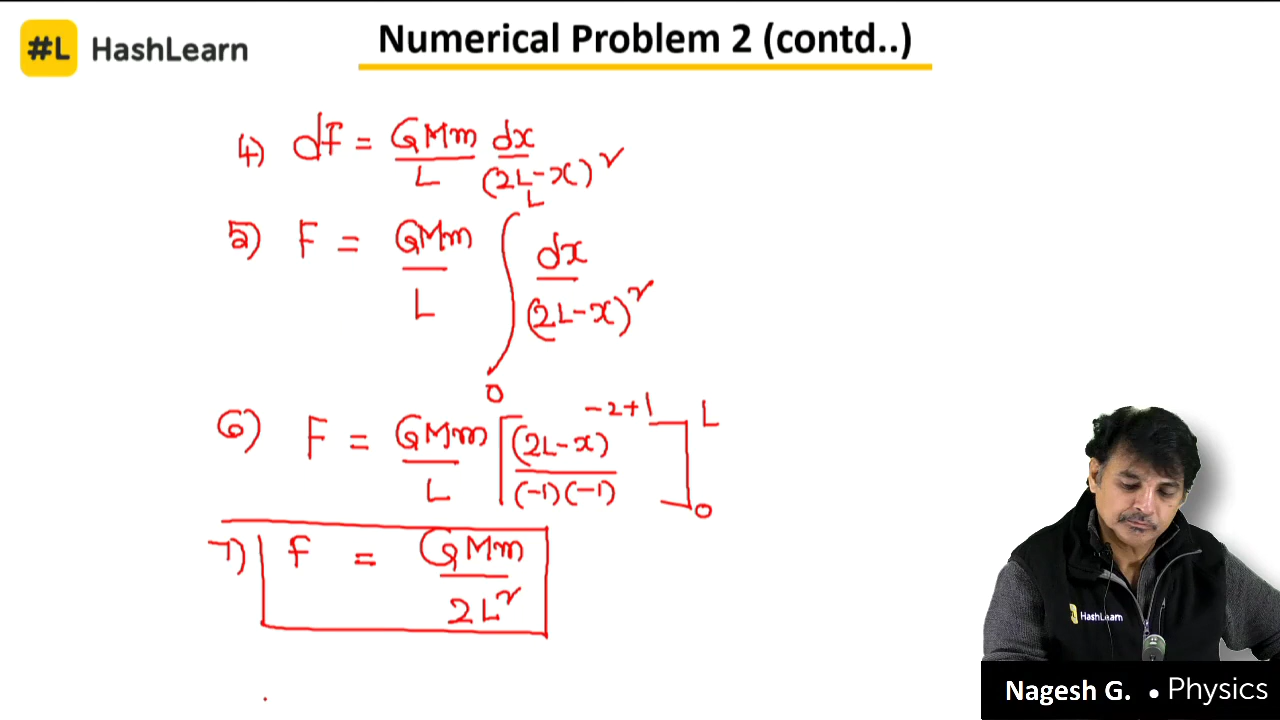 #L HashLearn
Numerical Problem 2 (contd..)
4) dF = GMm/L dx/(2L-x)²
5) F = GMm/L ∫₀ᴸ dx/(2L-x)²
6) F = GMm/L [(2L-x)⁻²⁺¹/(-1)(-1)]₀ᴸ
7) F = GMm/2L²
HashLearn
Nagesh G. • Physics